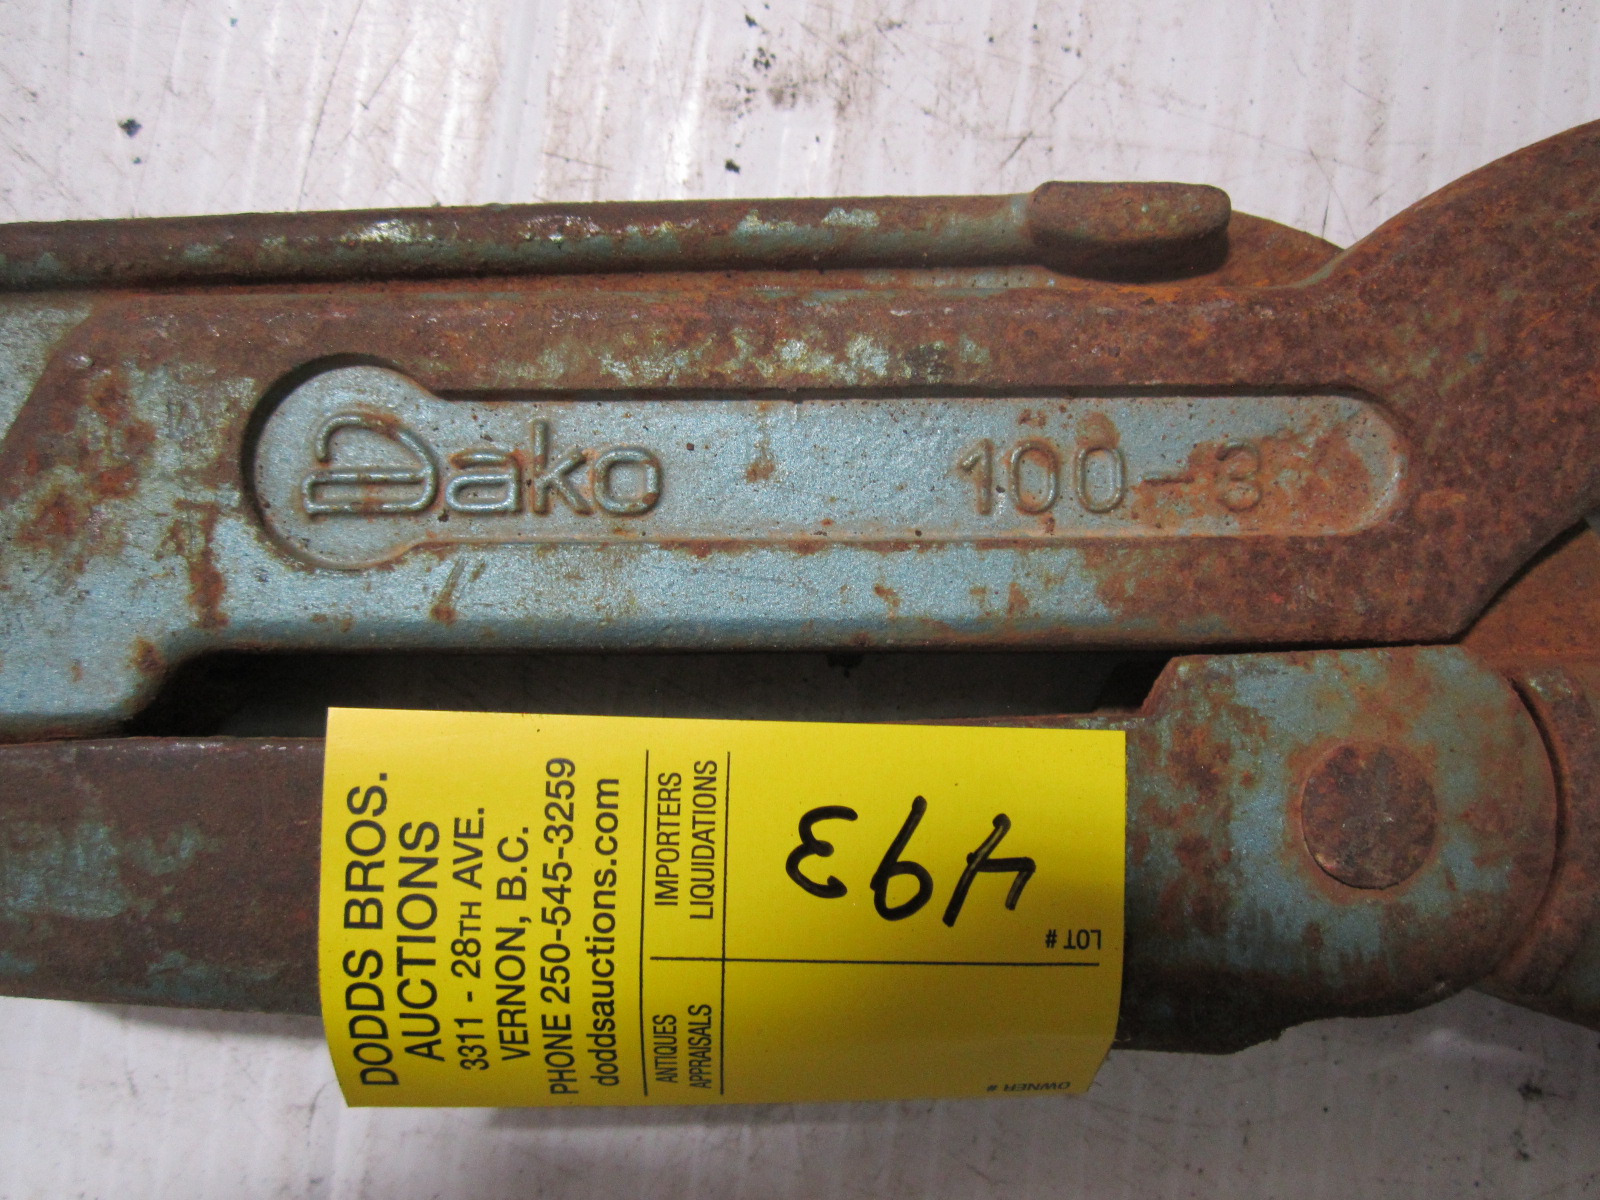 Dako 100-3
DODDS BROS.
AUCTIONS
3311 - 28TH AVE.
VERNON, B.C.
PHONE 250-545-3259
doddsauctions.com
ANTIQUES
APPRAISALS
IMPORTERS
LIQUIDATIONS
493
LOT #
OWNER #